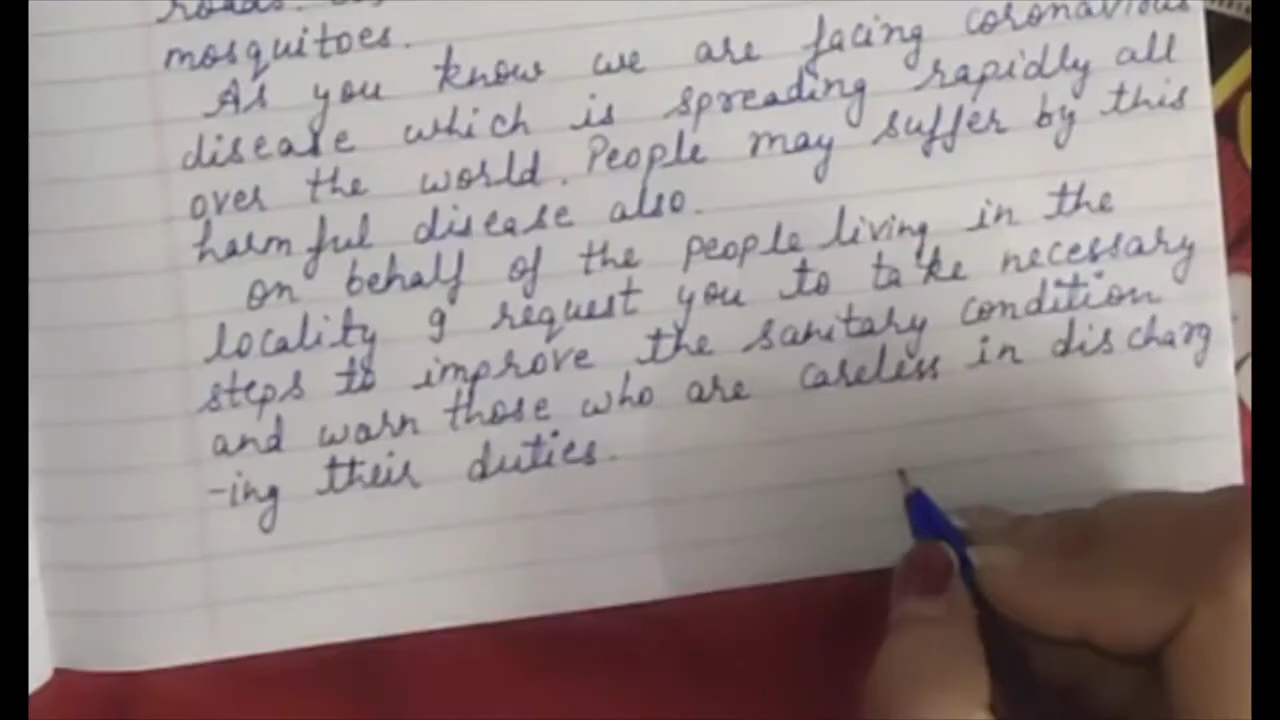 roads.
mosquitoes.
As you know we are facing coronavirus
disease which is spreading rapidly all
over the world. People may suffer by this
harmful disease also.
on behalf of the people living in the
locality I request you to take necessary
steps to improve the sanitary condition
and warn those who are careless in discharg
-ing their duties.